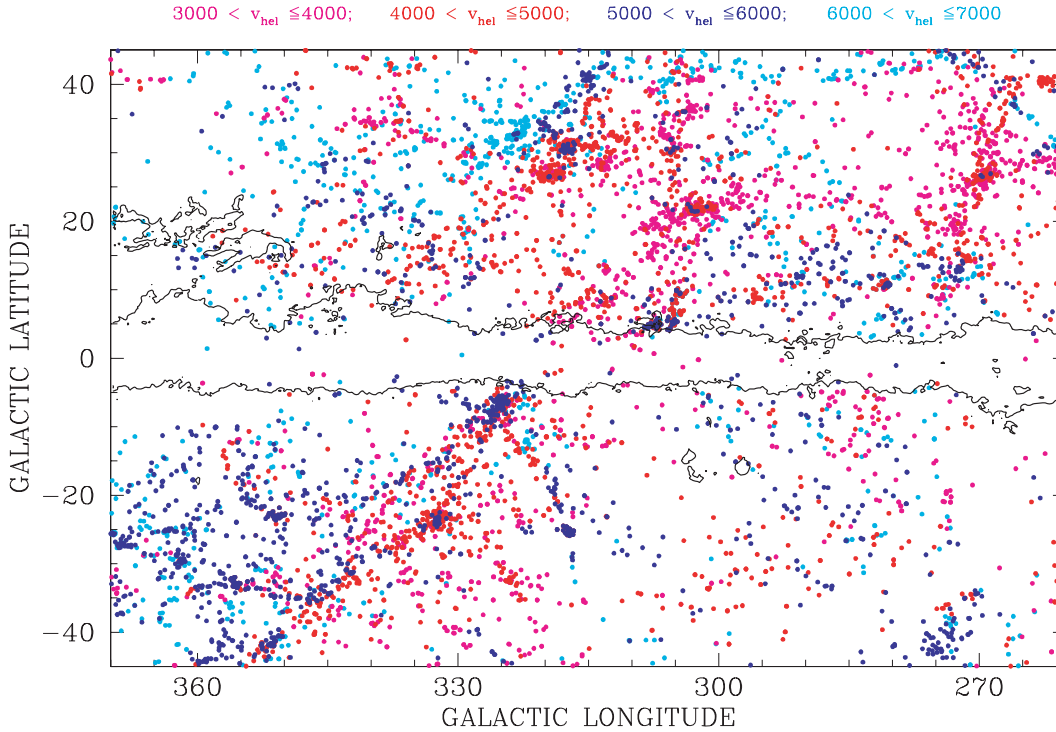 3000 < v_hel ≦4000; 4000 < v_hel ≦5000; 5000 < v_hel ≦6000; 6000 < v_hel ≦7000
40
20
0
−20
−40
GALACTIC LATITUDE
360 330 300 270
GALACTIC LONGITUDE